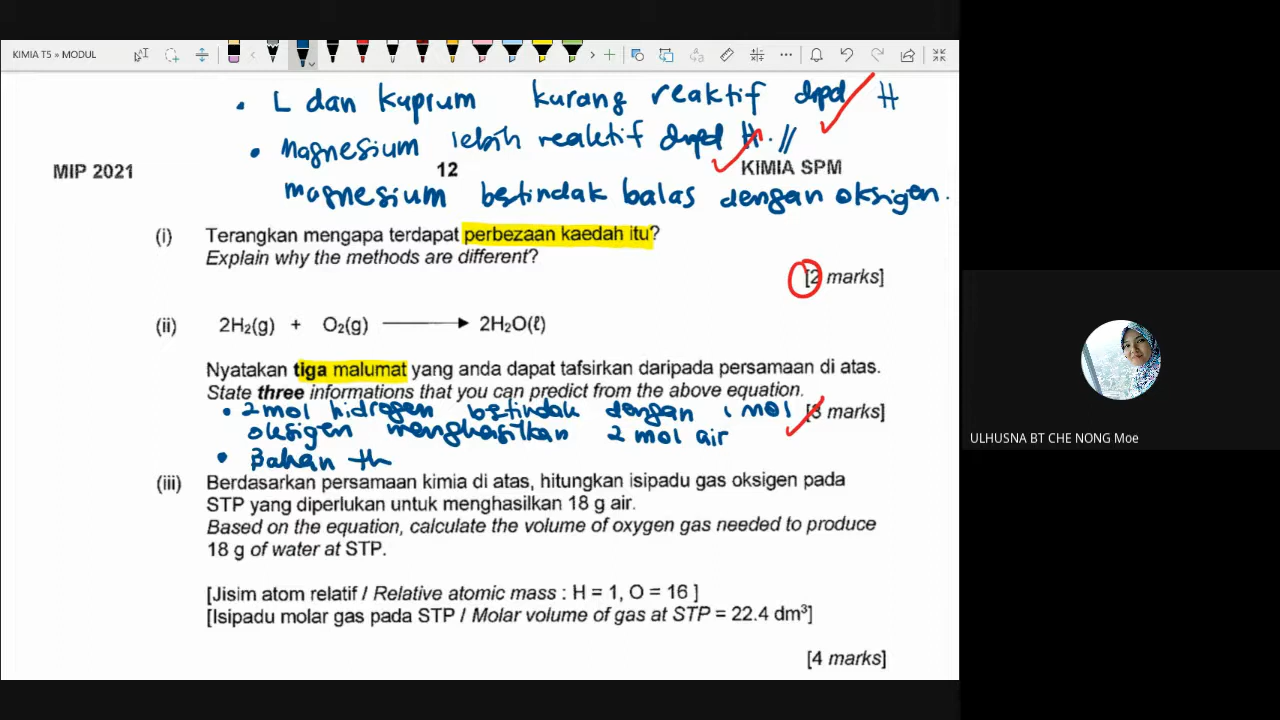 KIMIA T5 » MODUL
• L dan kuprum kurang reaktif drpd H
• Magnesium lebih reaktif drpd H. //
MIP 2021 12 KIMIA SPM
magnesium bertindak balas dengan oksigen.
(i) Terangkan mengapa terdapat perbezaan kaedah itu?
Explain why the methods are different?
[2 marks]
(ii) 2H₂(g) + O₂(g) ⟶ 2H₂O(ℓ)
Nyatakan tiga malumat yang anda dapat tafsirkan daripada persamaan di atas.
State three informations that you can predict from the above equation.
• 2 mol hidrogen bertindak dengan 1 mol [3 marks]
oksigen menghasilkan 2 mol air
• Bahan th
(iii) Berdasarkan persamaan kimia di atas, hitungkan isipadu gas oksigen pada
STP yang diperlukan untuk menghasilkan 18 g air.
Based on the equation, calculate the volume of oxygen gas needed to produce
18 g of water at STP.
[Jisim atom relatif / Relative atomic mass : H = 1, O = 16 ]
[Isipadu molar gas pada STP / Molar volume of gas at STP = 22.4 dm³]
[4 marks]
ULHUSNA BT CHE NONG Moe